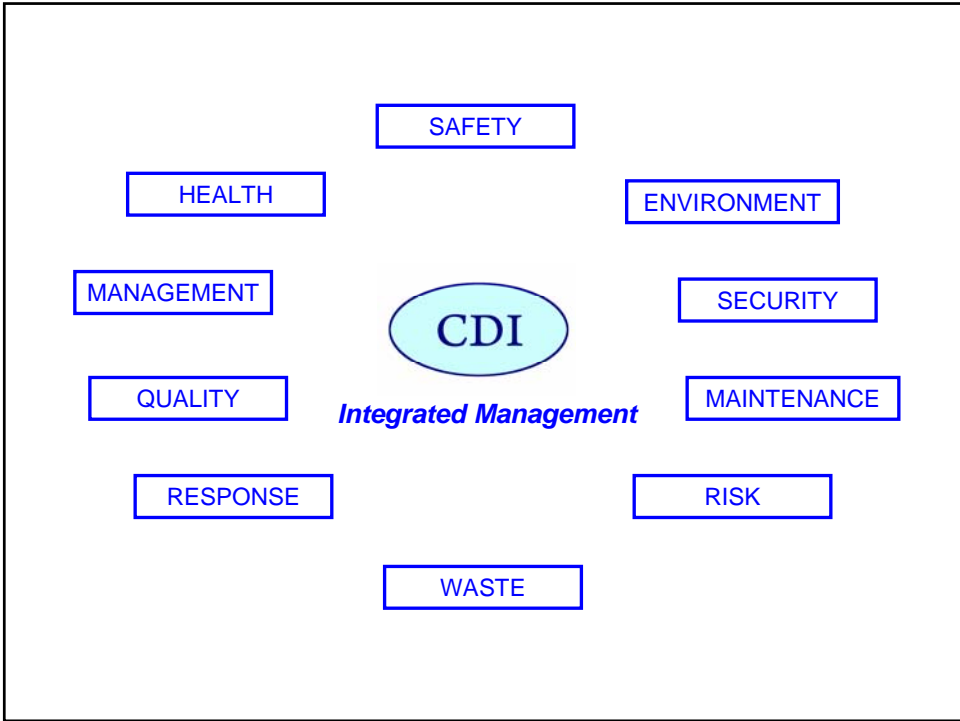 SAFETY
HEALTH
ENVIRONMENT
MANAGEMENT
SECURITY
CDI
QUALITY
MAINTENANCE
Integrated Management
RESPONSE
RISK
WASTE